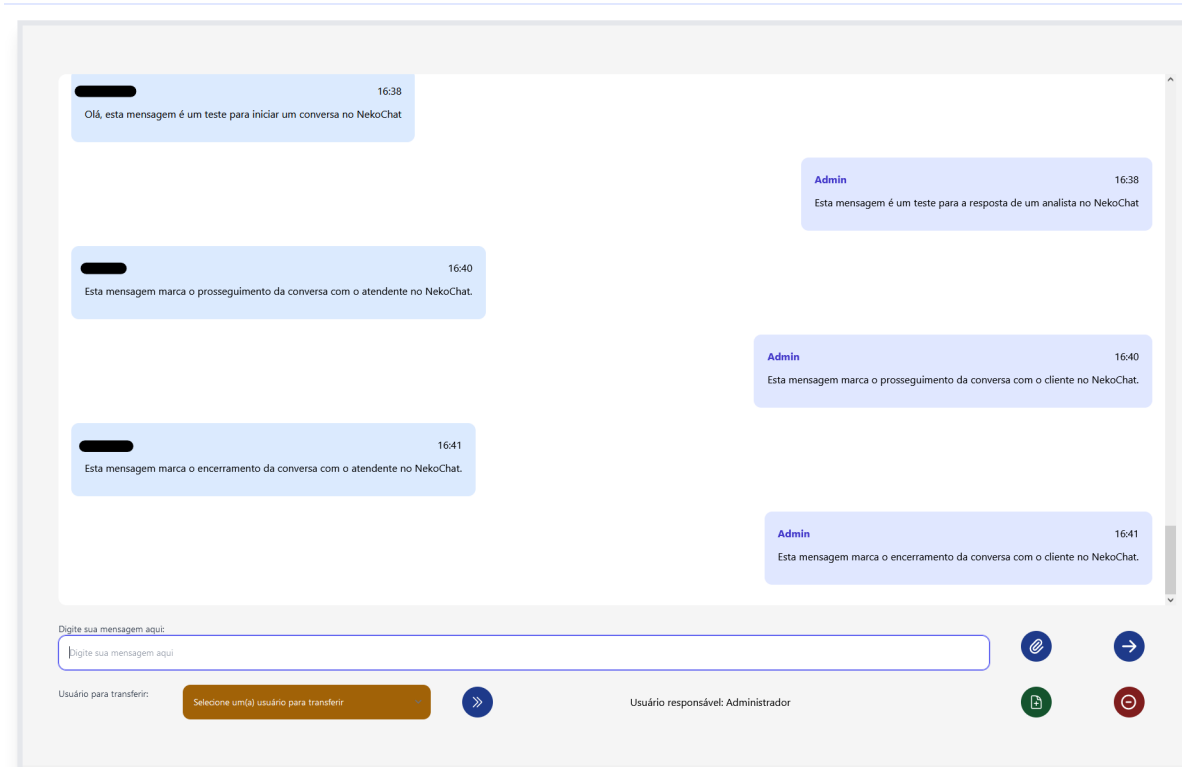 16:38
Olá, esta mensagem é um teste para iniciar um conversa no NekoChat
Admin 16:38
Esta mensagem é um teste para a resposta de um analista no NekoChat
16:40
Esta mensagem marca o prosseguimento da conversa com o atendente no NekoChat.
Admin 16:40
Esta mensagem marca o prosseguimento da conversa com o cliente no NekoChat.
16:41
Esta mensagem marca o encerramento da conversa com o atendente no NekoChat.
Admin 16:41
Esta mensagem marca o encerramento da conversa com o cliente no NekoChat.
Digite sua mensagem aqui:
Digite sua mensagem aqui
Usuário para transferir: Selecione um(a) usuário para transferir Usuário responsável: Administrador